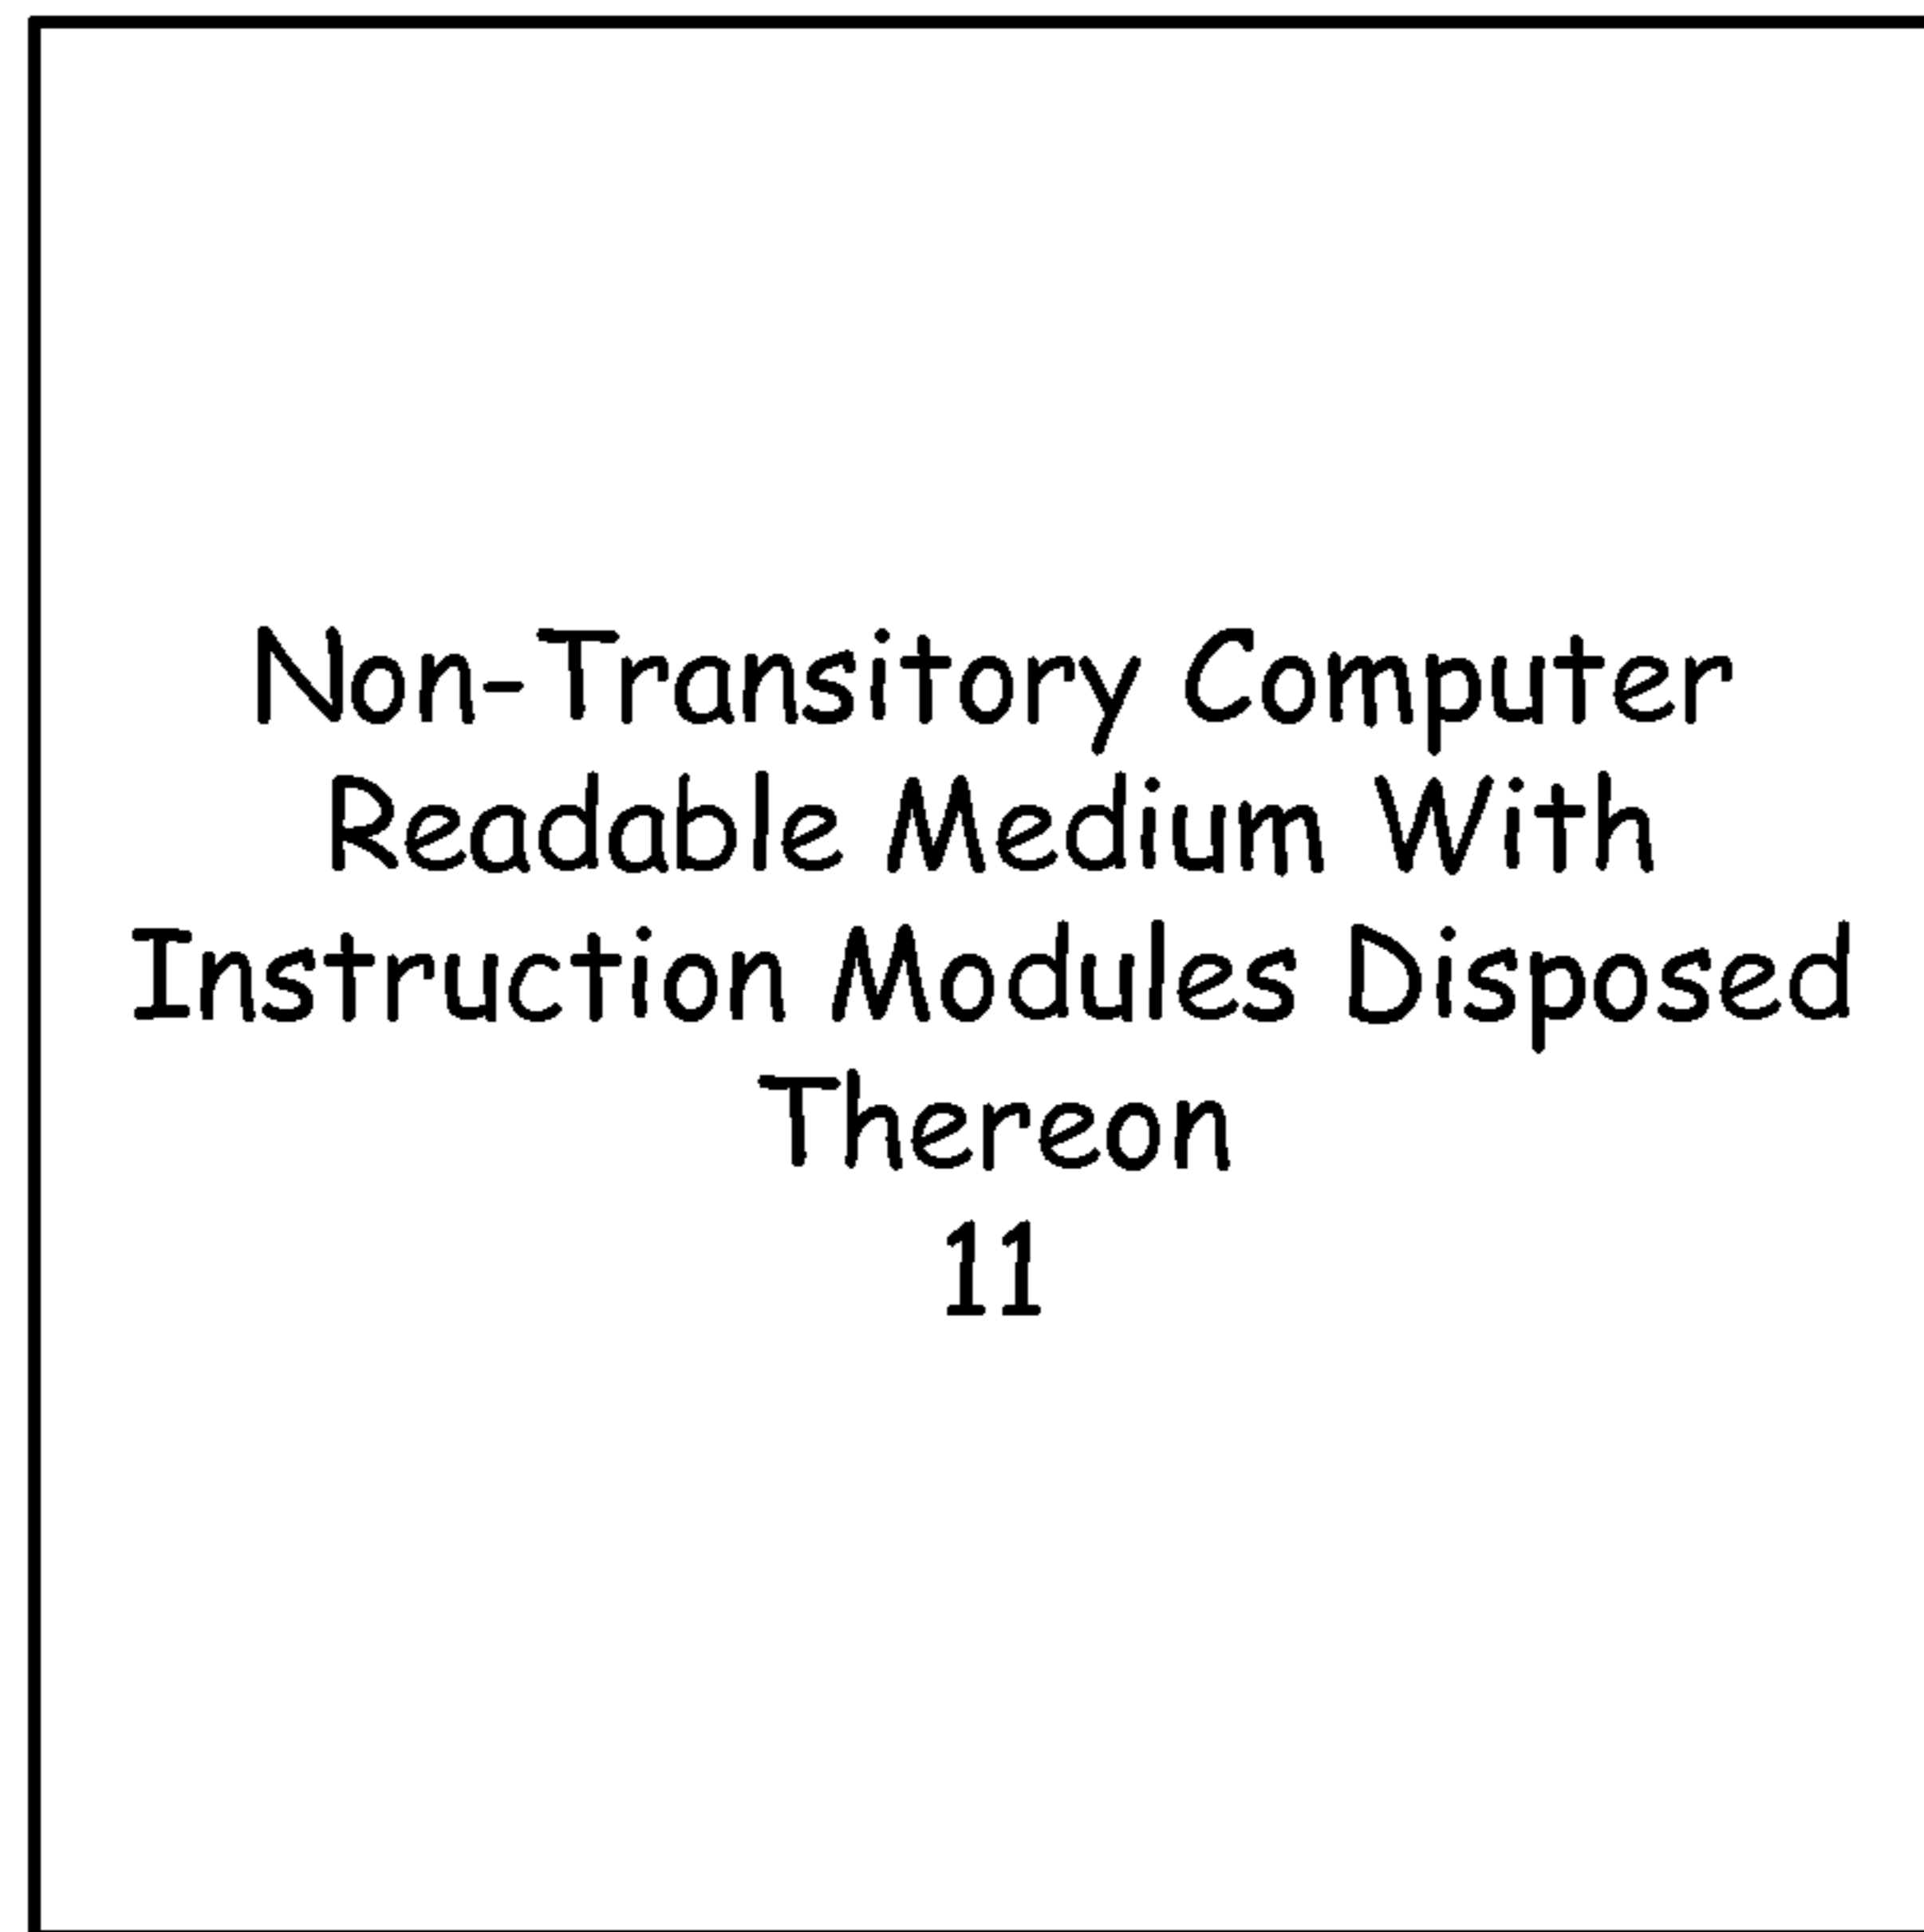 Non-Transitory Computer
Readable Medium With
Instruction Modules Disposed
Thereon
11